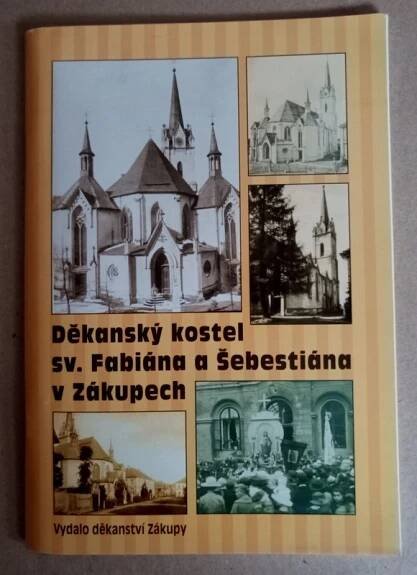 Děkanský kostel
sv. Fabiána a Šebestiána
v Zákupech
Vydalo děkanství Zákupy